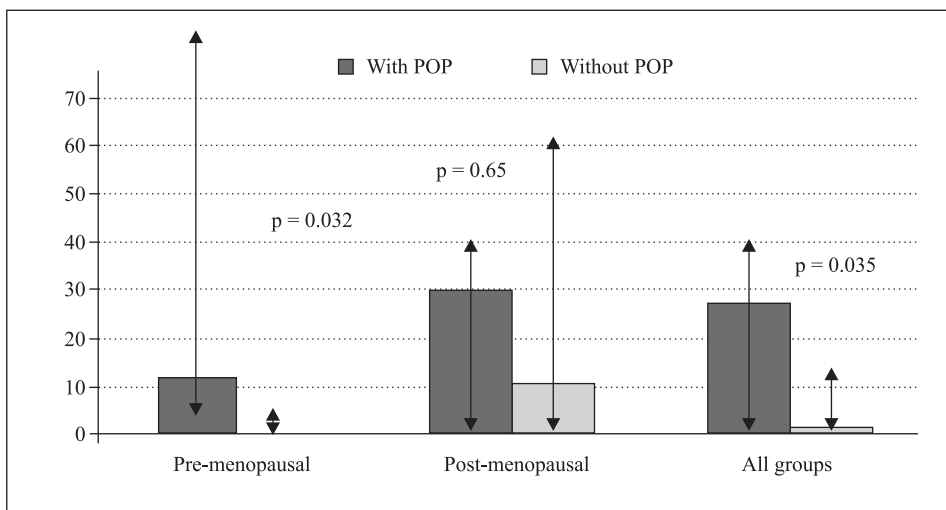 With POP
Without POP
70
60
50
40
30
20
10
0
p = 0.032
p = 0.65
p = 0.035
Pre-menopausal
Post-menopausal
All groups